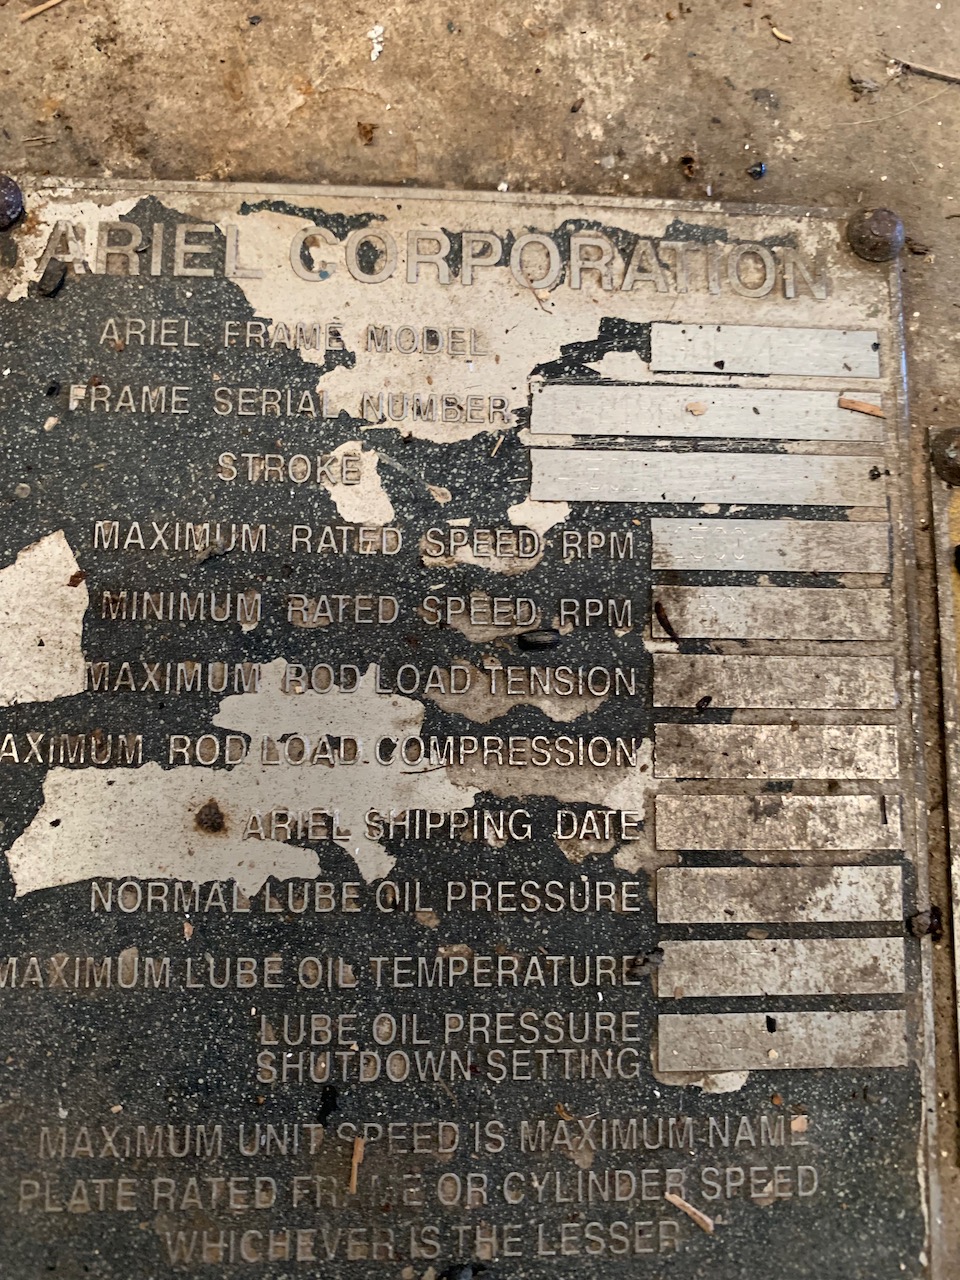 ARIEL CORPORATION
ARIEL FRAME MODEL
FRAME SERIAL NUMBER
STROKE
MAXIMUM RATED SPEED RPM
MINIMUM RATED SPEED RPM
MAXIMUM ROD LOAD TENSION
AXIMUM ROD LOAD COMPRESSION
ARIEL SHIPPING DATE
NORMAL LUBE OIL PRESSURE
MAXIMUM LUBE OIL TEMPERATURE
LUBE OIL PRESSURE
SHUTDOWN SETTING
MAXIMUM UNIT SPEED IS MAXIMUM NAME
PLATE RATED FRAME OR CYLINDER SPEED
WHICHEVER IS THE LESSER